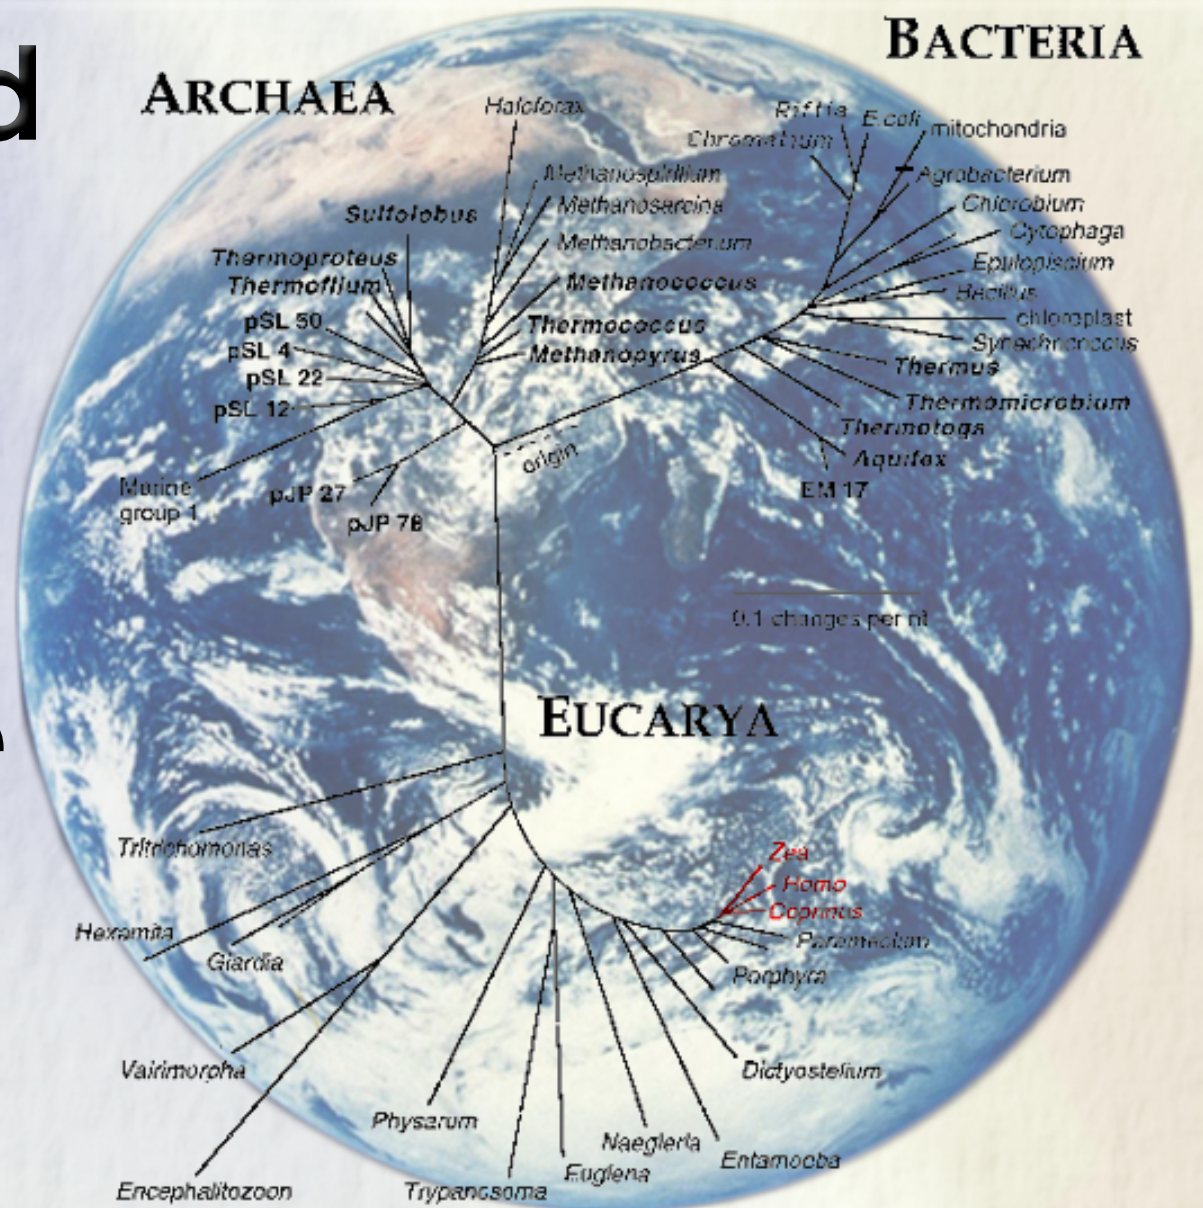 d
BACTERIA
ARCHAEA
Haloferax
Riftia
E.coli
mitochondria
Chromatium
Methanospirillum
Agrobacterium
Methanosarcina
Chlorobium
Sulfolobus
Cytophaga
Methanobacterium
Thermoproteus
Epulopiscium
Thermofilum
Methanococcus
Bacillus
pSL 50
chloroplast
Thermococcus
Synechococcus
pSL 4
Methanopyrus
Thermus
pSL 22
Thermomicrobium
pSL 12
Thermotoga
origin
Aquifex
Marine
group 1
pJP 27
EM 17
pJP 78
0.1 changes per nt
EUCARYA
e
Tritrichomonas
Zea
Homo
Coprinus
Hexamita
Paramecium
Giardia
Porphyra
Vairimorpha
Dictyostelium
Physarum
Naegleria
Entamoeba
Euglena
Encephalitozoon
Trypanosoma